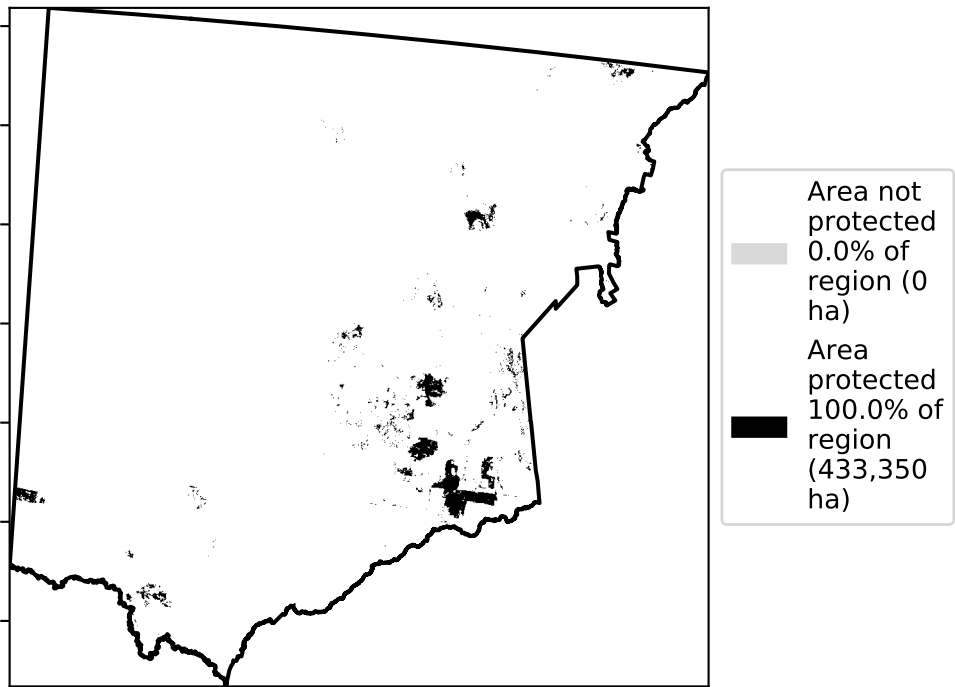 Area not
protected
0.0% of
region (0
ha)
Area
protected
100.0% of
region
(433,350
ha)